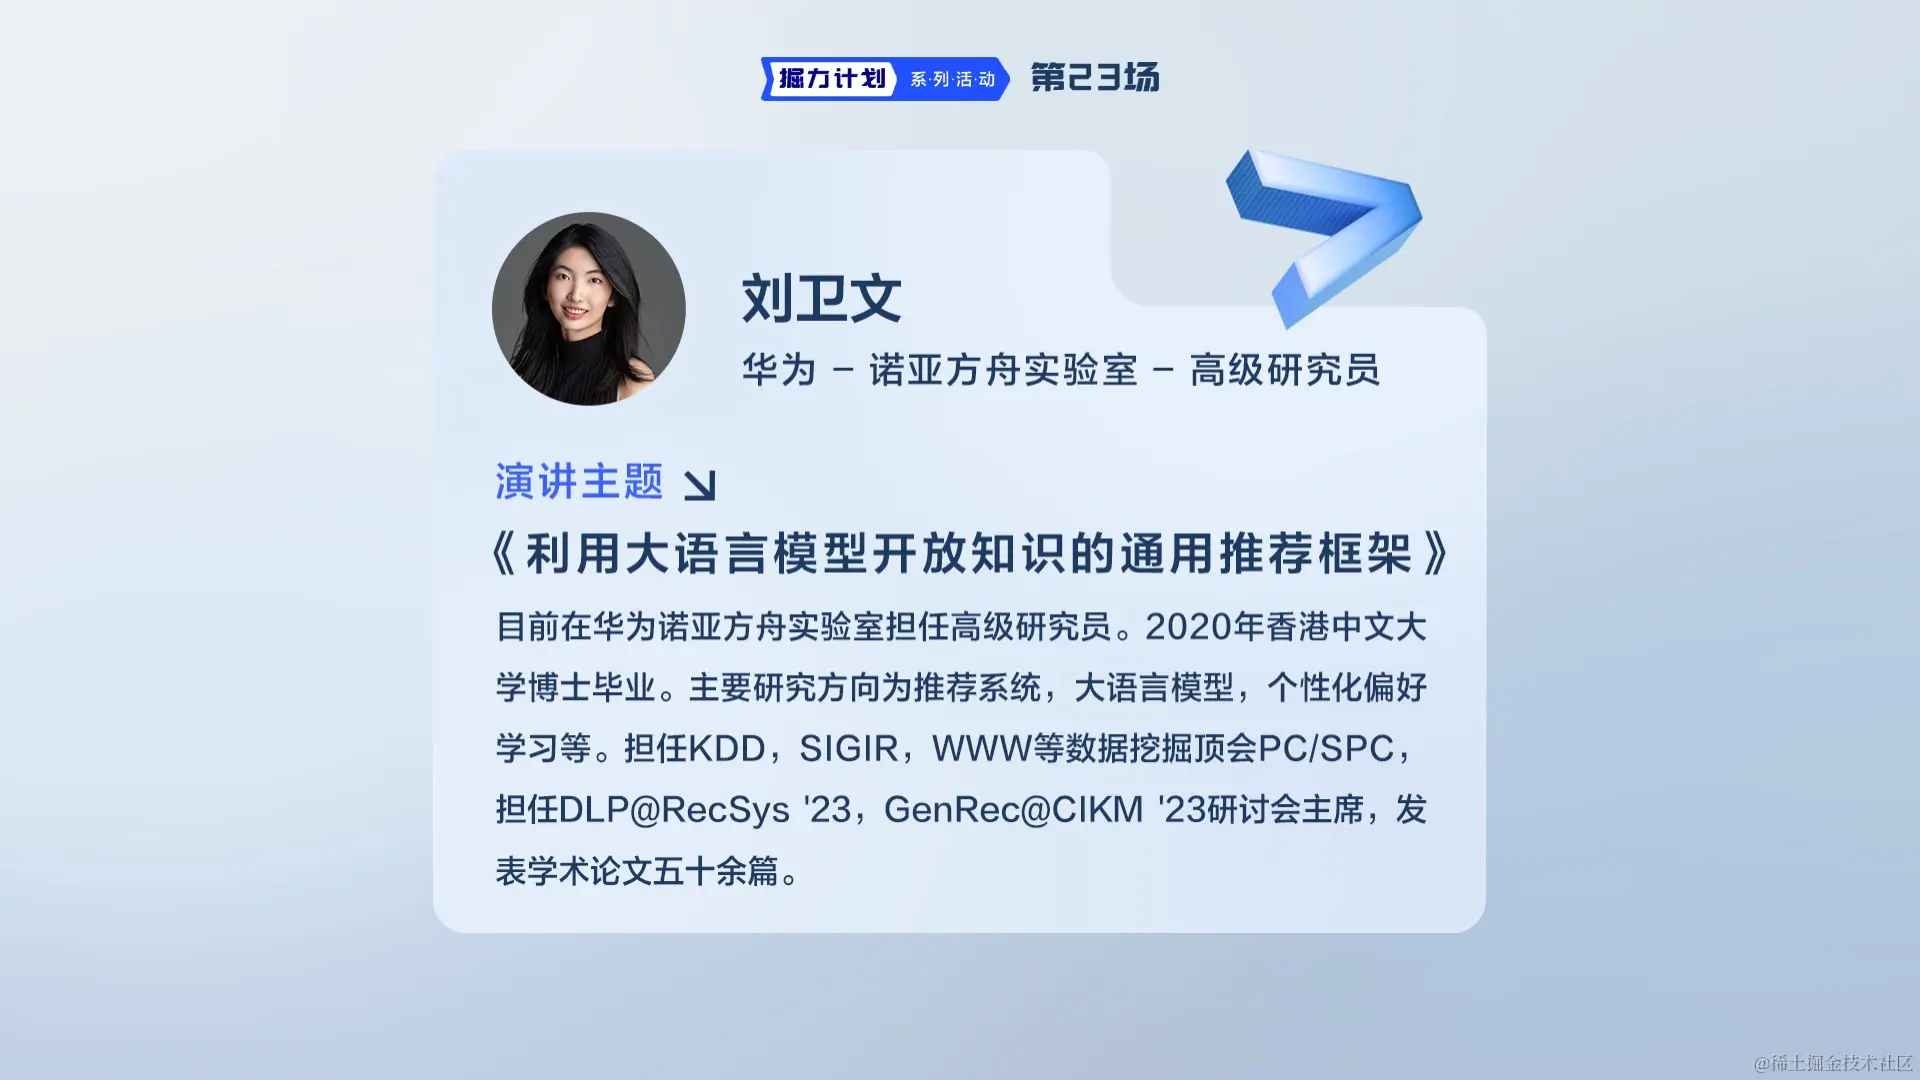 掘力计划 系·列·活·动 第23场
刘卫文
华为 – 诺亚方舟实验室 – 高级研究员
演讲主题
《利用大语言模型开放知识的通用推荐框架》
目前在华为诺亚方舟实验室担任高级研究员。2020年香港中文大
学博士毕业。主要研究方向为推荐系统，大语言模型，个性化偏好
学习等。担任KDD，SIGIR，WWW等数据挖掘顶会PC/SPC，
担任DLP@RecSys '23，GenRec@CIKM '23研讨会主席，发
表学术论文五十余篇。
@稀土掘金技术社区